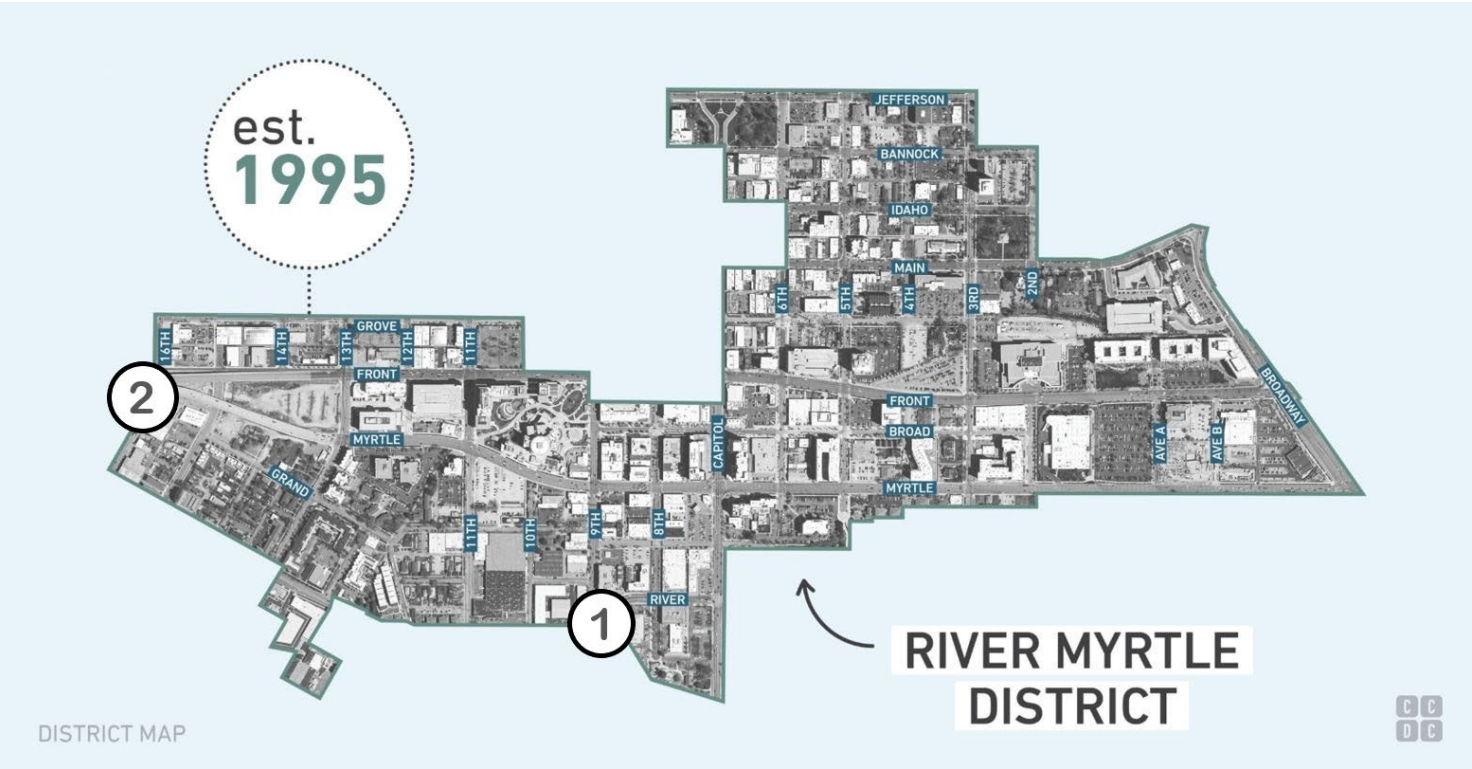 est.
1995
JEFFERSON
BANNOCK
IDAHO
MAIN
6TH
5TH
4TH
3RD
2ND
16TH
14TH
13TH
GROVE
12TH
11TH
FRONT
2
FRONT
BROADWAY
MYRTLE
CAPITOL
BROAD
AVE A
AVE B
GRAND
MYRTLE
11TH
10TH
9TH
8TH
RIVER
1
RIVER MYRTLE
DISTRICT
DISTRICT MAP
C C
D C